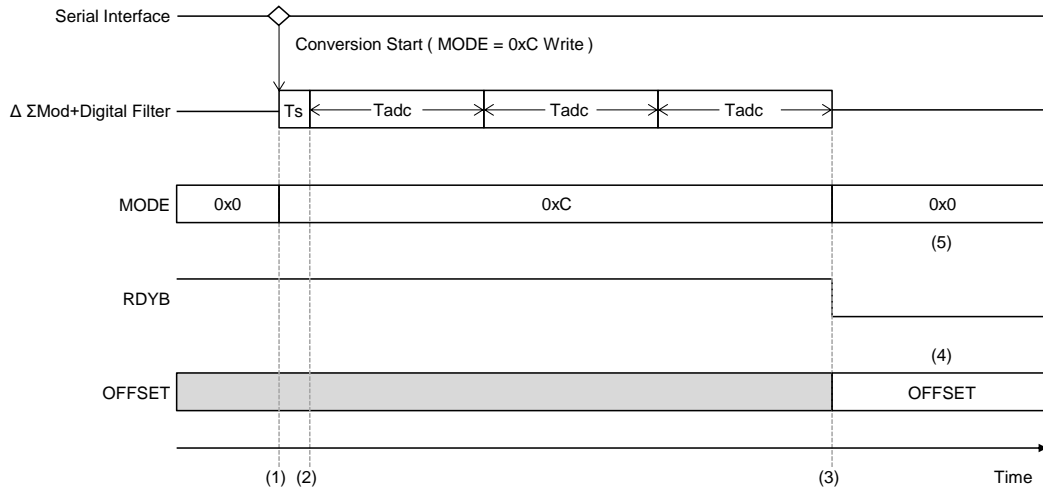 Serial Interface
Conversion Start ( MODE = 0xC Write )
Δ ΣMod+Digital Filter
Ts Tadc Tadc Tadc
MODE 0x0 0xC 0x0
(5)
RDYB
(4)
OFFSET OFFSET
(1) (2) (3) Time